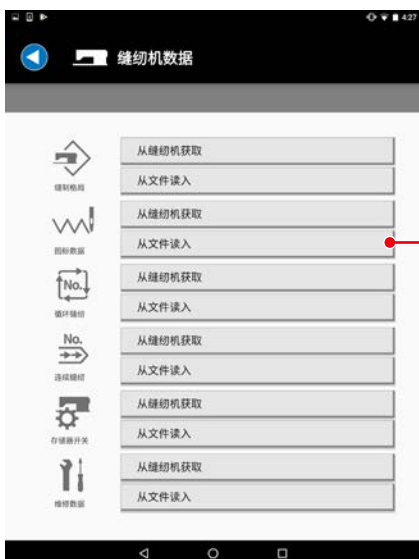 4:27
缝纫机数据
从缝纫机获取
从文件读入
缝制格局
从缝纫机获取
从文件读入
图标数据
No.
从缝纫机获取
从文件读入
循环缝纫
No.
从缝纫机获取
从文件读入
连续缝纫
从缝纫机获取
从文件读入
存储器开关
从缝纫机获取
从文件读入
维修数据